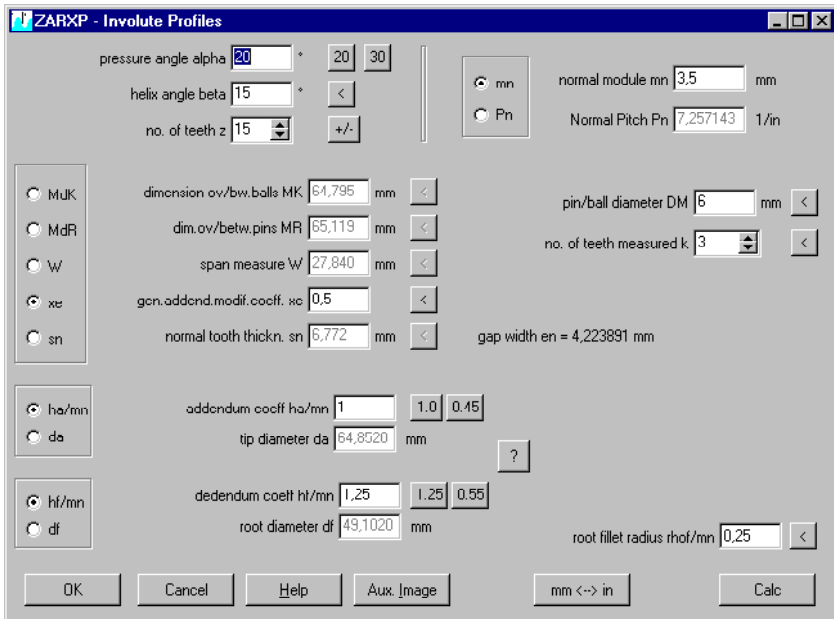 ZARXP - Involute Profiles
pressure angle alpha 20 ° 20 30
mn normal module mn 3,5 mm
helix angle beta 15 ° <
Pn Normal Pitch Pn 7,257143 1/in
no. of teeth z 15 +/-
MdK dimension ov/bw.balls MK 64,795 mm <
pin/ball diameter DM 6 mm <
MdR dim.ov/betw.pins MR 65,119 mm <
no. of teeth measured k 3 <
W span measure W 27,840 mm <
xe gen.addend.modif.coeff. xe 0,5 <
sn normal tooth thickn. sn 6,772 mm < gap width en = 4,223891 mm
ha/mn addendum coeff ha/mn 1 1.0 0.45
da tip diameter da 64,8520 mm
?
hf/mn dedendum coeff hf/mn 1,25 1.25 0.55
df root diameter df 49,1020 mm
root fillet radius rhof/mn 0,25 <
OK Cancel Help Aux. Image mm <--> in Calc